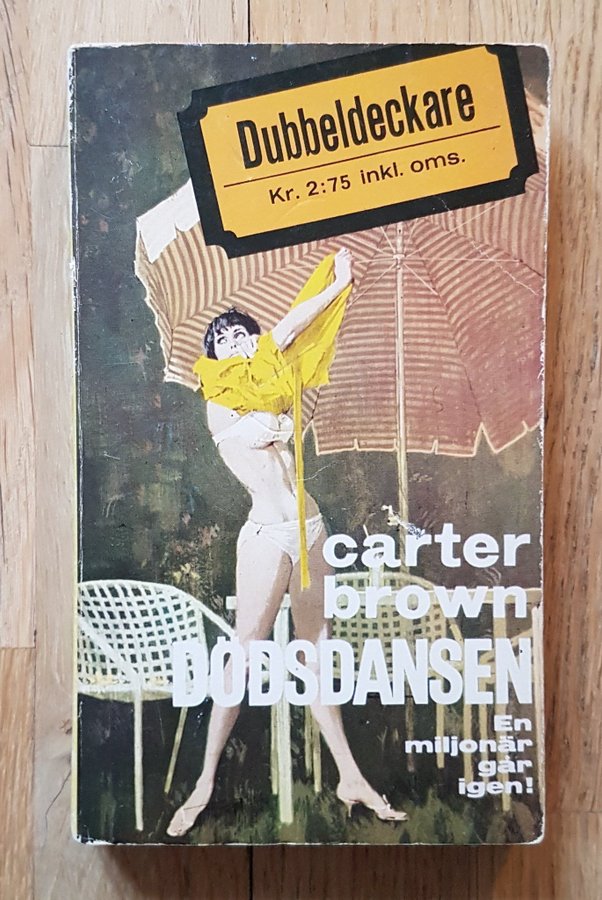 Dubbeldeckare
Kr. 2:75 inkl. oms.
carter
brown
DÖDSDANSEN
En
miljonär
går
igen!